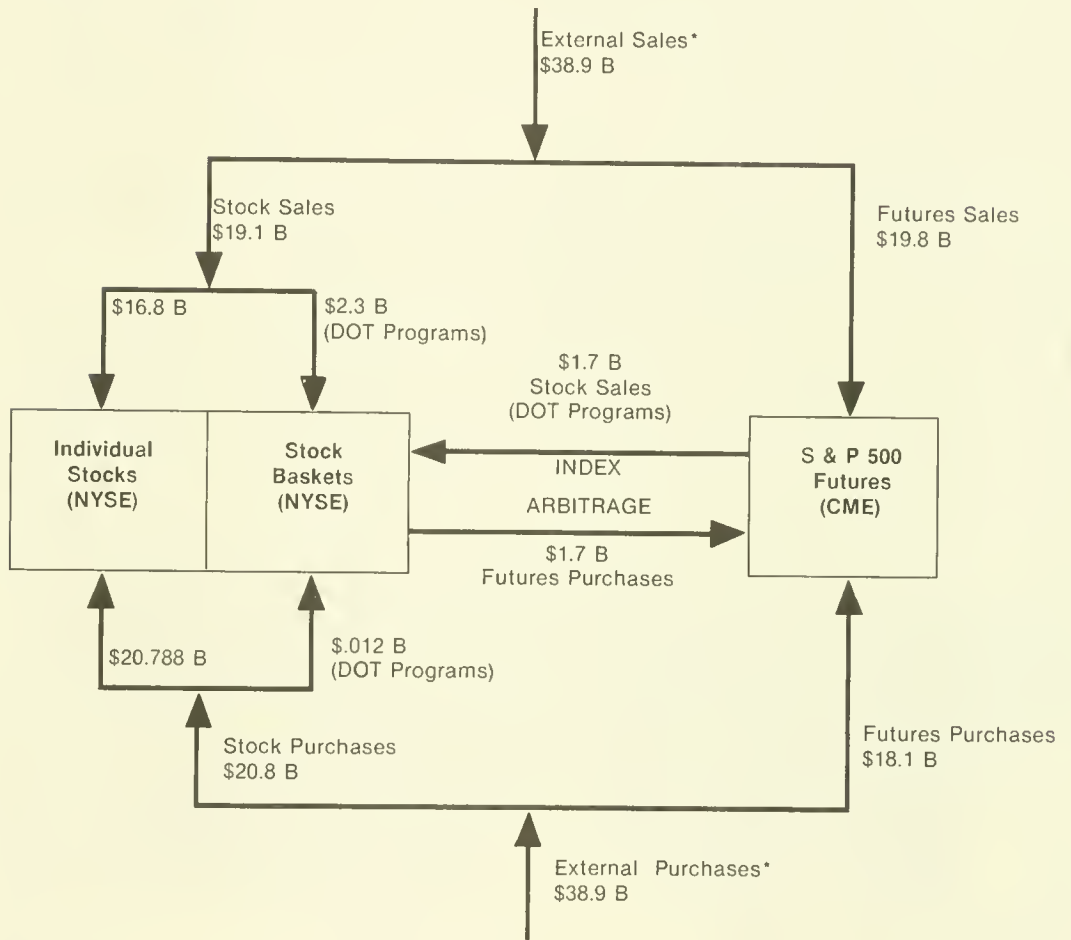 External Sales*
$38.9 B
Stock Sales
$19.1 B
Futures Sales
$19.8 B
$16.8 B
$2.3 B
(DOT Programs)
$1.7 B
Stock Sales
(DOT Programs)
Individual
Stocks
(NYSE)
Stock
Baskets
(NYSE)
S & P 500
Futures
(CME)
INDEX
ARBITRAGE
$1.7 B
Futures Purchases
$20.788 B
$.012 B
(DOT Programs)
Stock Purchases
$20.8 B
Futures Purchases
$18.1 B
External Purchases*
$38.9 B